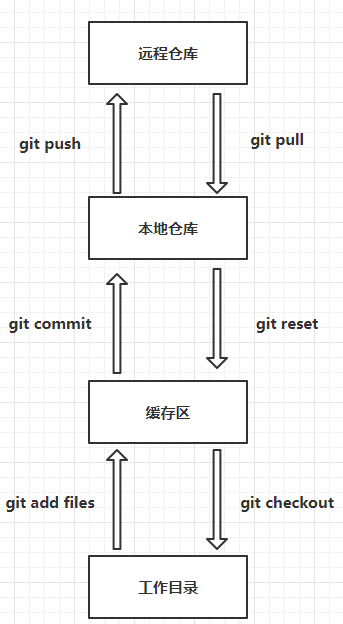 远程仓库
git push
git pull
本地仓库
git commit
git reset
缓存区
git add files
git checkout
工作目录